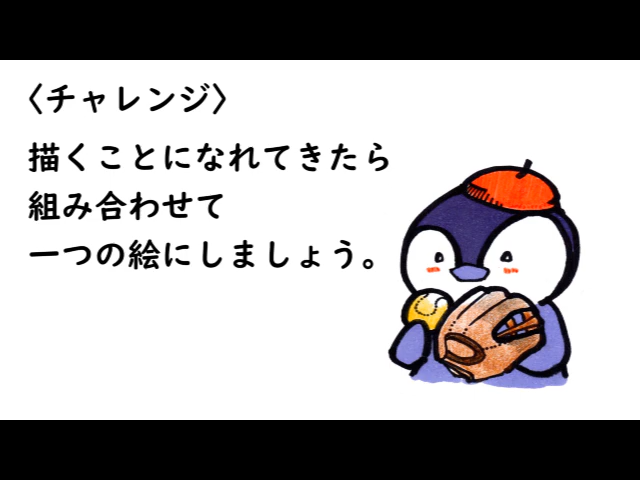 〈チャレンジ〉
描くことになれてきたら
組み合わせて
一つの絵にしましょう。